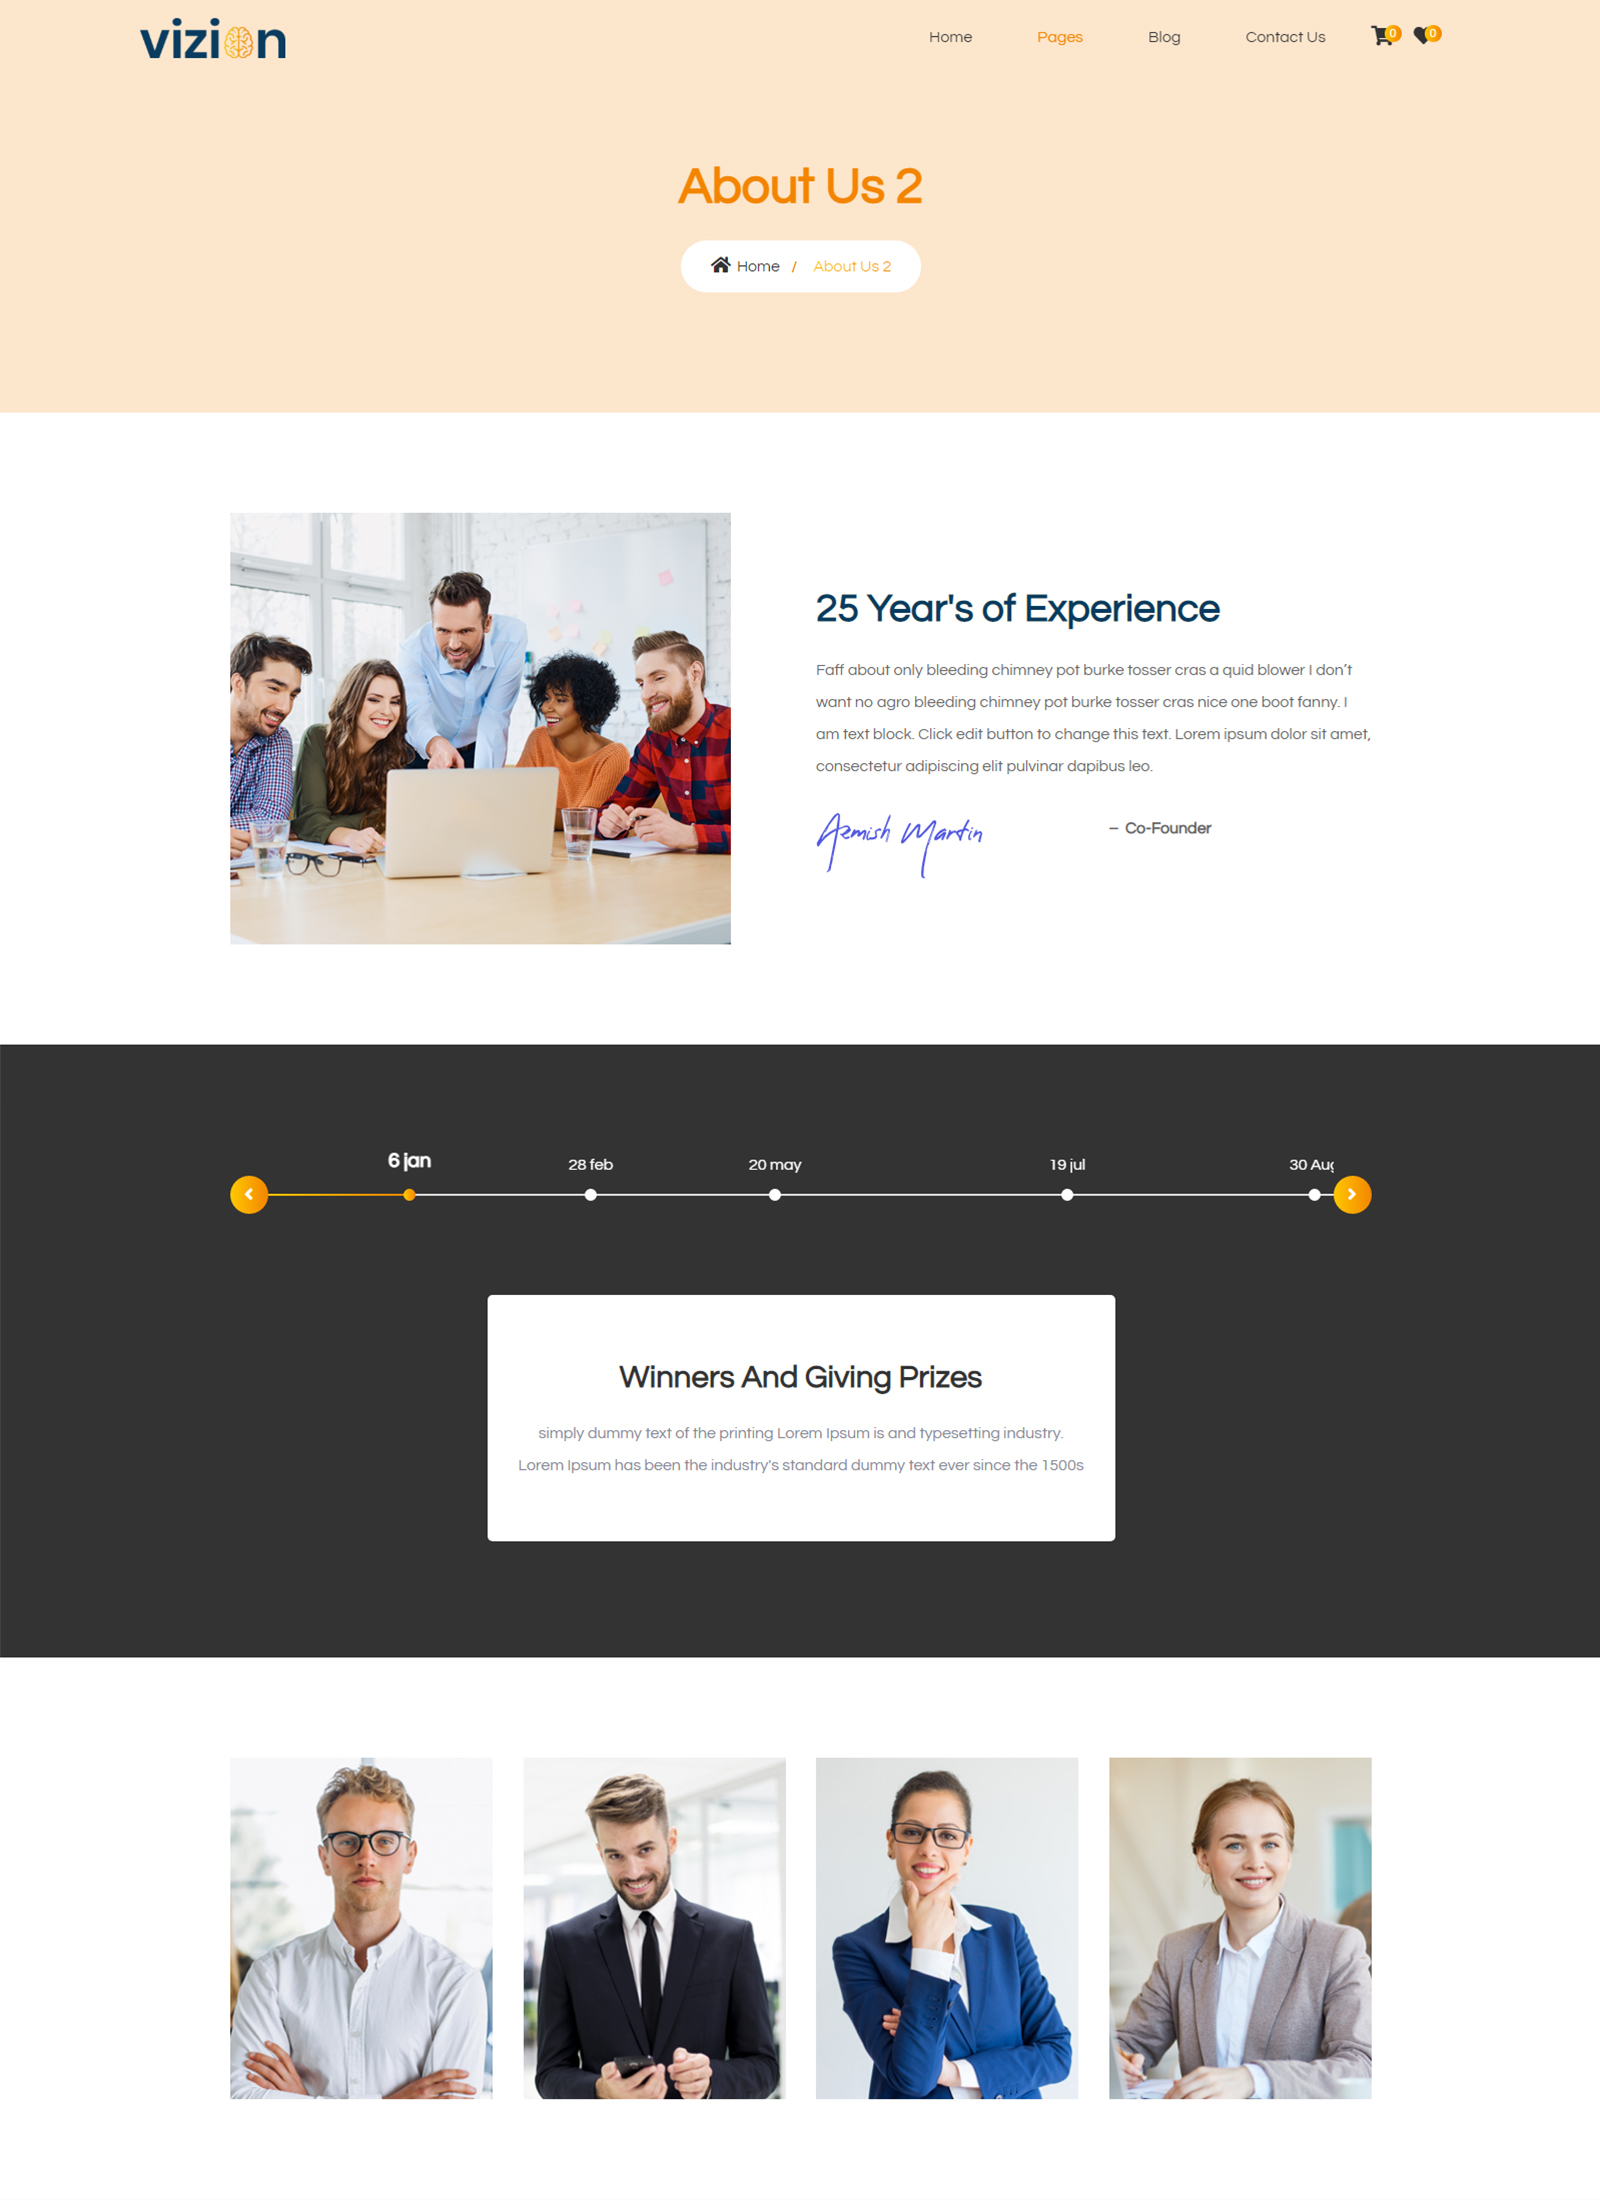 vizion
Home Pages Blog Contact Us 0 0
About Us 2
Home / About Us 2
25 Year's of Experience
Faff about only bleeding chimney pot burke tosser cras a quid blower I don’t
want no agro bleeding chimney pot burke tosser cras nice one boot fanny. I
am text block. Click edit button to change this text. Lorem ipsum dolor sit amet,
consectetur adipiscing elit pulvinar dapibus leo.
Azmish Martin – Co-Founder
6 jan 28 feb 20 may 19 jul 30 Aug
Winners And Giving Prizes
simply dummy text of the printing Lorem Ipsum is and typesetting industry.
Lorem Ipsum has been the industry's standard dummy text ever since the 1500s